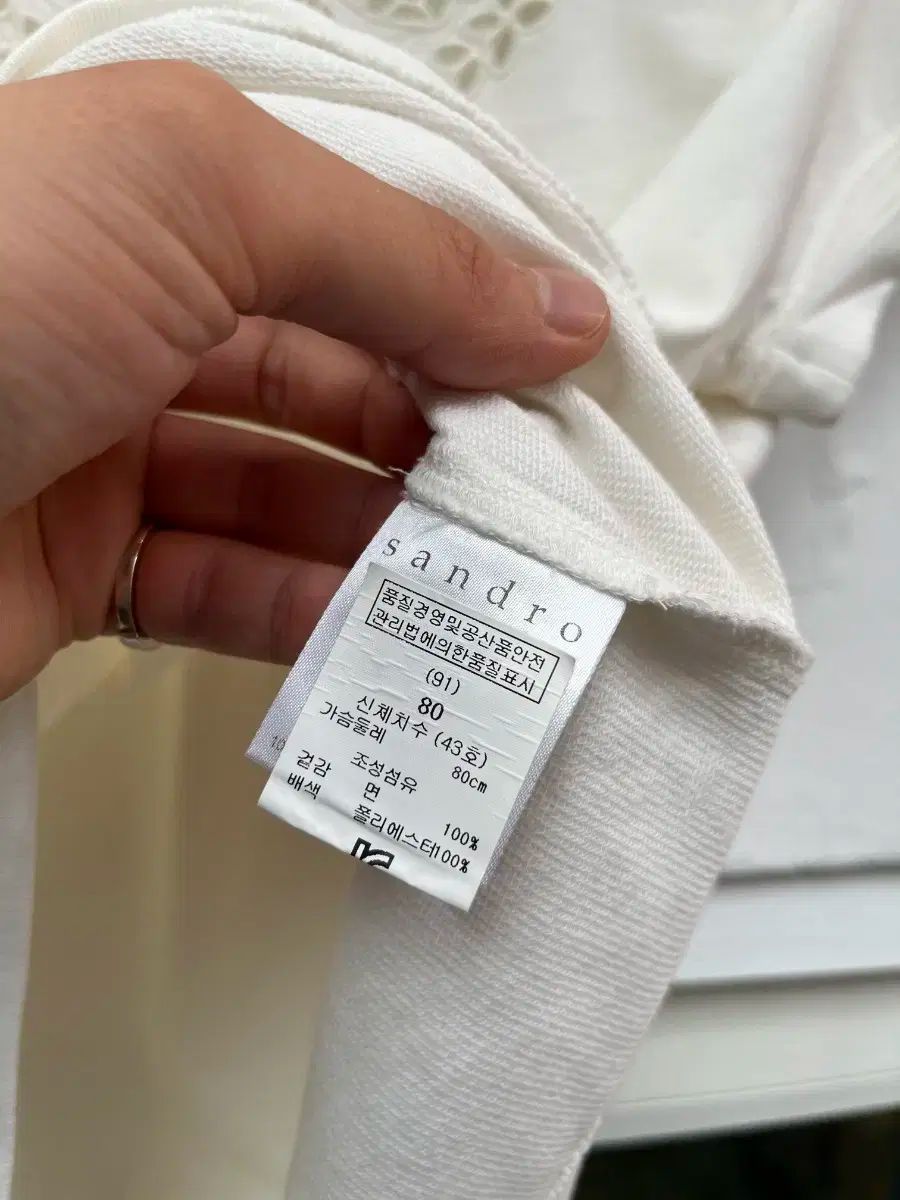 sandro
품질경영및공산품안전
관리법에의한품질표시
(91)
80
신체치수 (43호)
가슴둘레 80cm
조성섬유
겉감 면 100%
배색 폴리에스터100%